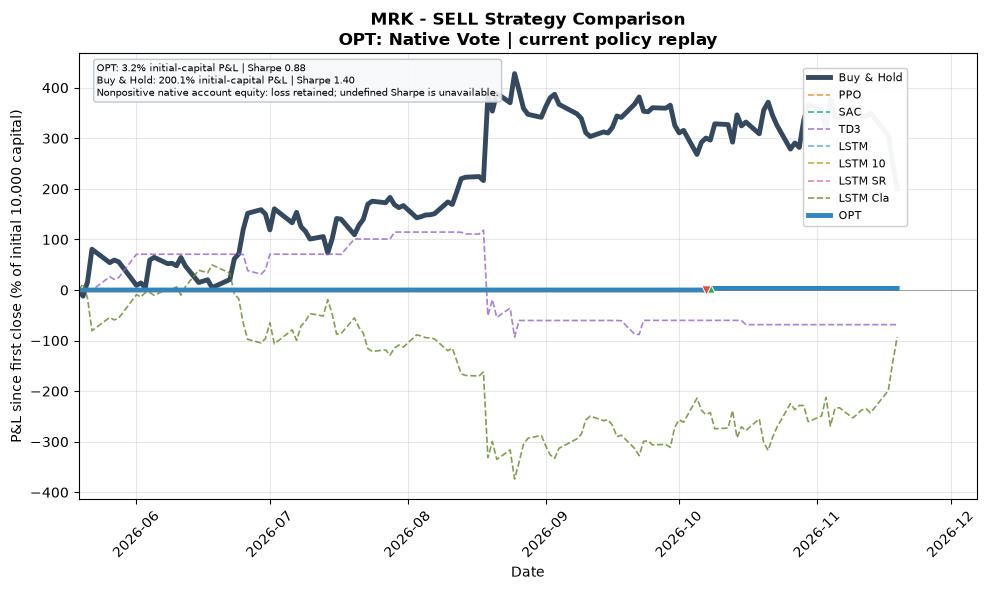 MRK - SELL Strategy Comparison
OPT: Native Vote | current policy replay
OPT: 3.2% initial-capital P&L | Sharpe 0.88
Buy & Hold: 200.1% initial-capital P&L | Sharpe 1.40
Nonpositive native account equity: loss retained; undefined Sharpe is unavailable.
Buy & Hold
PPO
SAC
TD3
LSTM
LSTM 10
LSTM SR
LSTM Cla
OPT
P&L since first close (% of initial 10,000 capital)
400
300
200
100
0
−100
−200
−300
−400
2026-06
2026-07
2026-08
2026-09
2026-10
2026-11
2026-12
Date